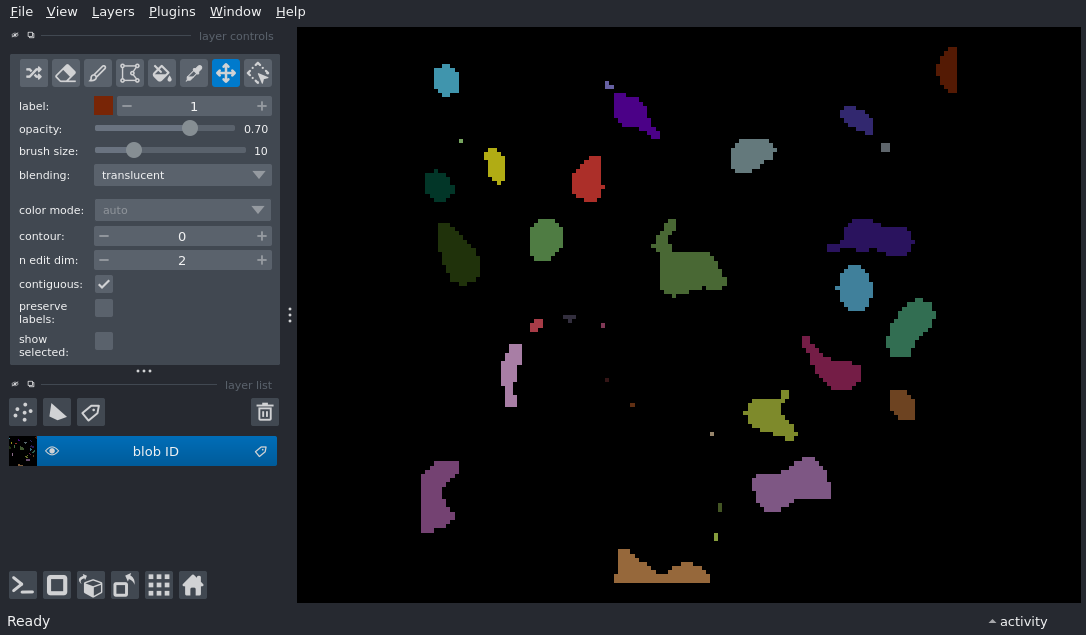 File View Layers Plugins Window Help
layer controls
label: 1
opacity: 0.70
brush size: 10
blending: translucent
color mode: auto
contour: 0
n edit dim: 2
contiguous:
preserve
labels:
show
selected:
layer list
blob ID
Ready activity